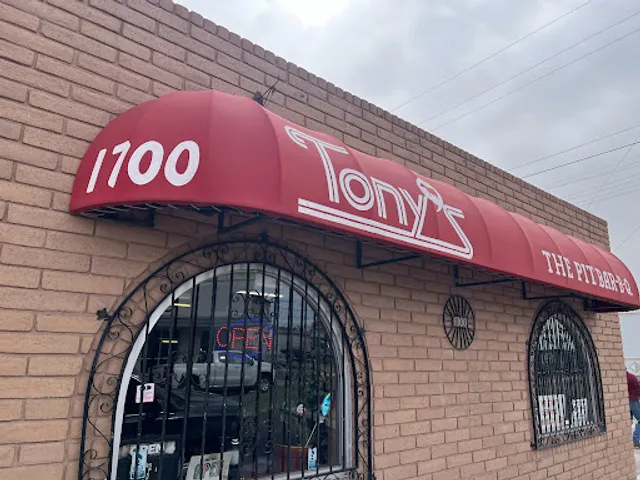 1700
Tony's
THE PIT BAR-B-Q
OPEN